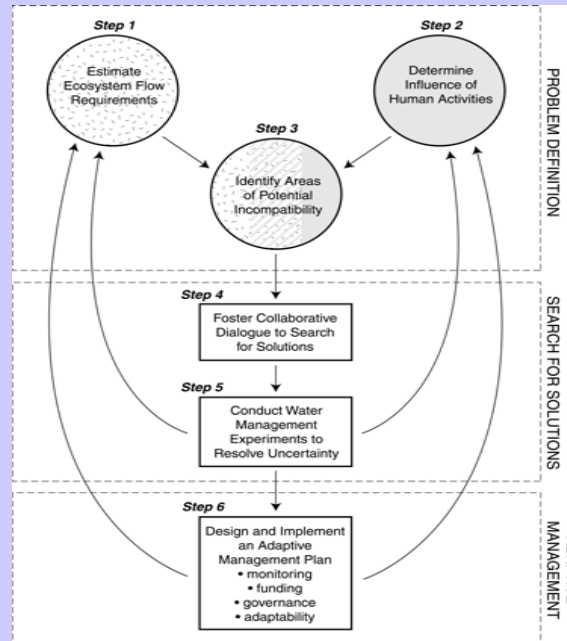 Step 1
Estimate
Ecosystem Flow
Requirements
Step 2
Determine
Influence of
Human Activities
Step 3
Identify Areas
of Potential
Incompatibility
PROBLEM DEFINITION
Step 4
Foster Collaborative
Dialogue to Search
for Solutions
Step 5
Conduct Water
Management
Experiments to
Resolve Uncertainty
SEARCH FOR SOLUTIONS
Step 6
Design and Implement
an Adaptive
Management Plan
• monitoring
• funding
• governance
• adaptability
MANAGEMENT